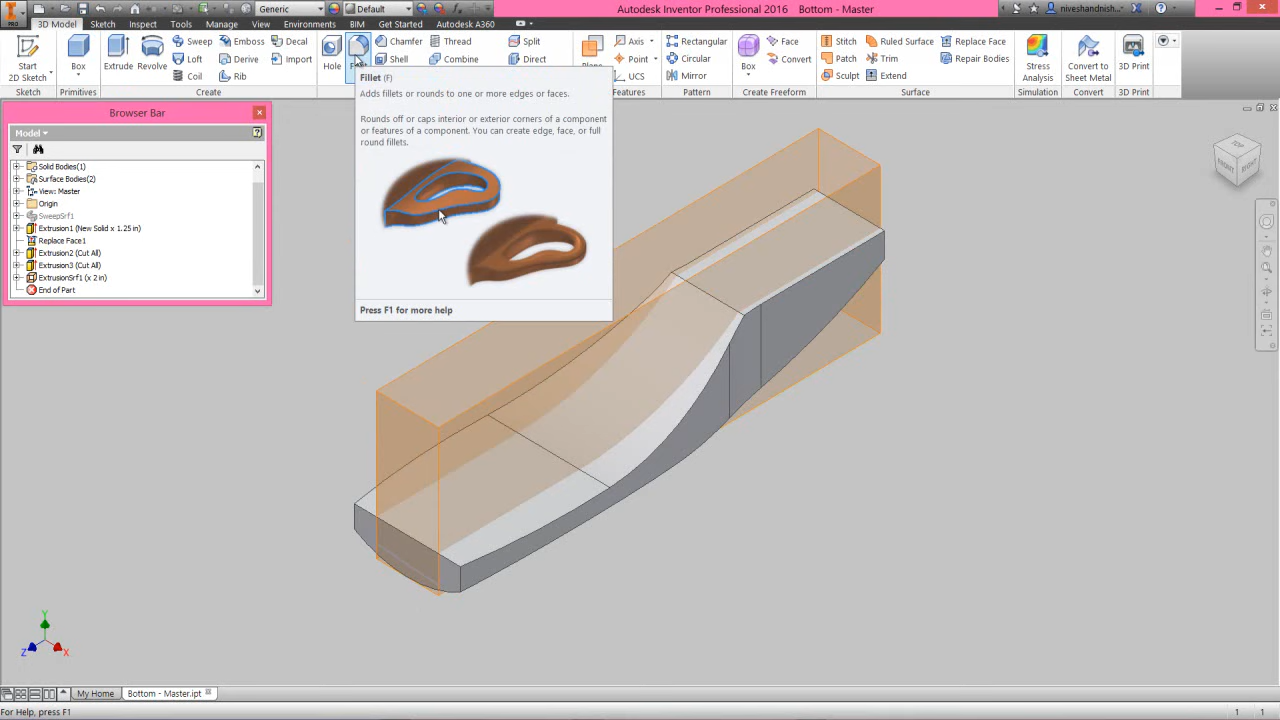 Generic
Default
Autodesk Inventor Professional 2016 Bottom - Master
niveshandnish...
PRO
3D Model Sketch Inspect Tools Manage View Environments BIM Get Started Autodesk A360
Start
2D Sketch
Sketch
Box
Primitives
Extrude
Revolve
Sweep
Loft
Coil
Emboss
Derive
Rib
Decal
Import
Create
Hole
Chamfer
Shell
Thread
Combine
Split
Direct
Axis
Point
UCS
Features
Rectangular
Circular
Mirror
Pattern
Box
Face
Convert
Create Freeform
Stitch
Patch
Sculpt
Ruled Surface
Trim
Extend
Replace Face
Repair Bodies
Surface
Stress
Analysis
Simulation
Convert to
Sheet Metal
Convert
3D Print
3D Print
Fillet (F)
Adds fillets or rounds to one or more edges or faces.
Rounds off or caps interior or exterior corners of a component
or features of a component. You can create edge, face, or full
round fillets.
Press F1 for more help
Browser Bar
Model
Solid Bodies(1)
Surface Bodies(2)
View: Master
Origin
SweepSrf1
Extrusion1 (New Solid x 1.25 in)
Replace Face1
Extrusion2 (Cut All)
Extrusion3 (Cut All)
ExtrusionSrf1 (x 2 in)
End of Part
TOP
FRONT
RIGHT
Y
Z
X
My Home
Bottom - Master.ipt
For Help, press F1
1 1